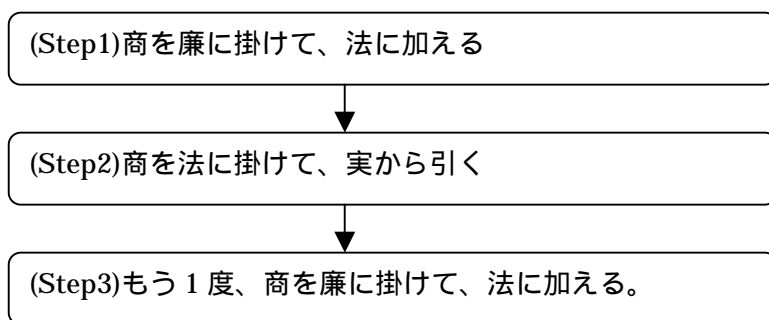 (Step1)商を廉に掛けて、法に加える
(Step2)商を法に掛けて、実から引く
(Step3)もう 1 度、商を廉に掛けて、法に加える。